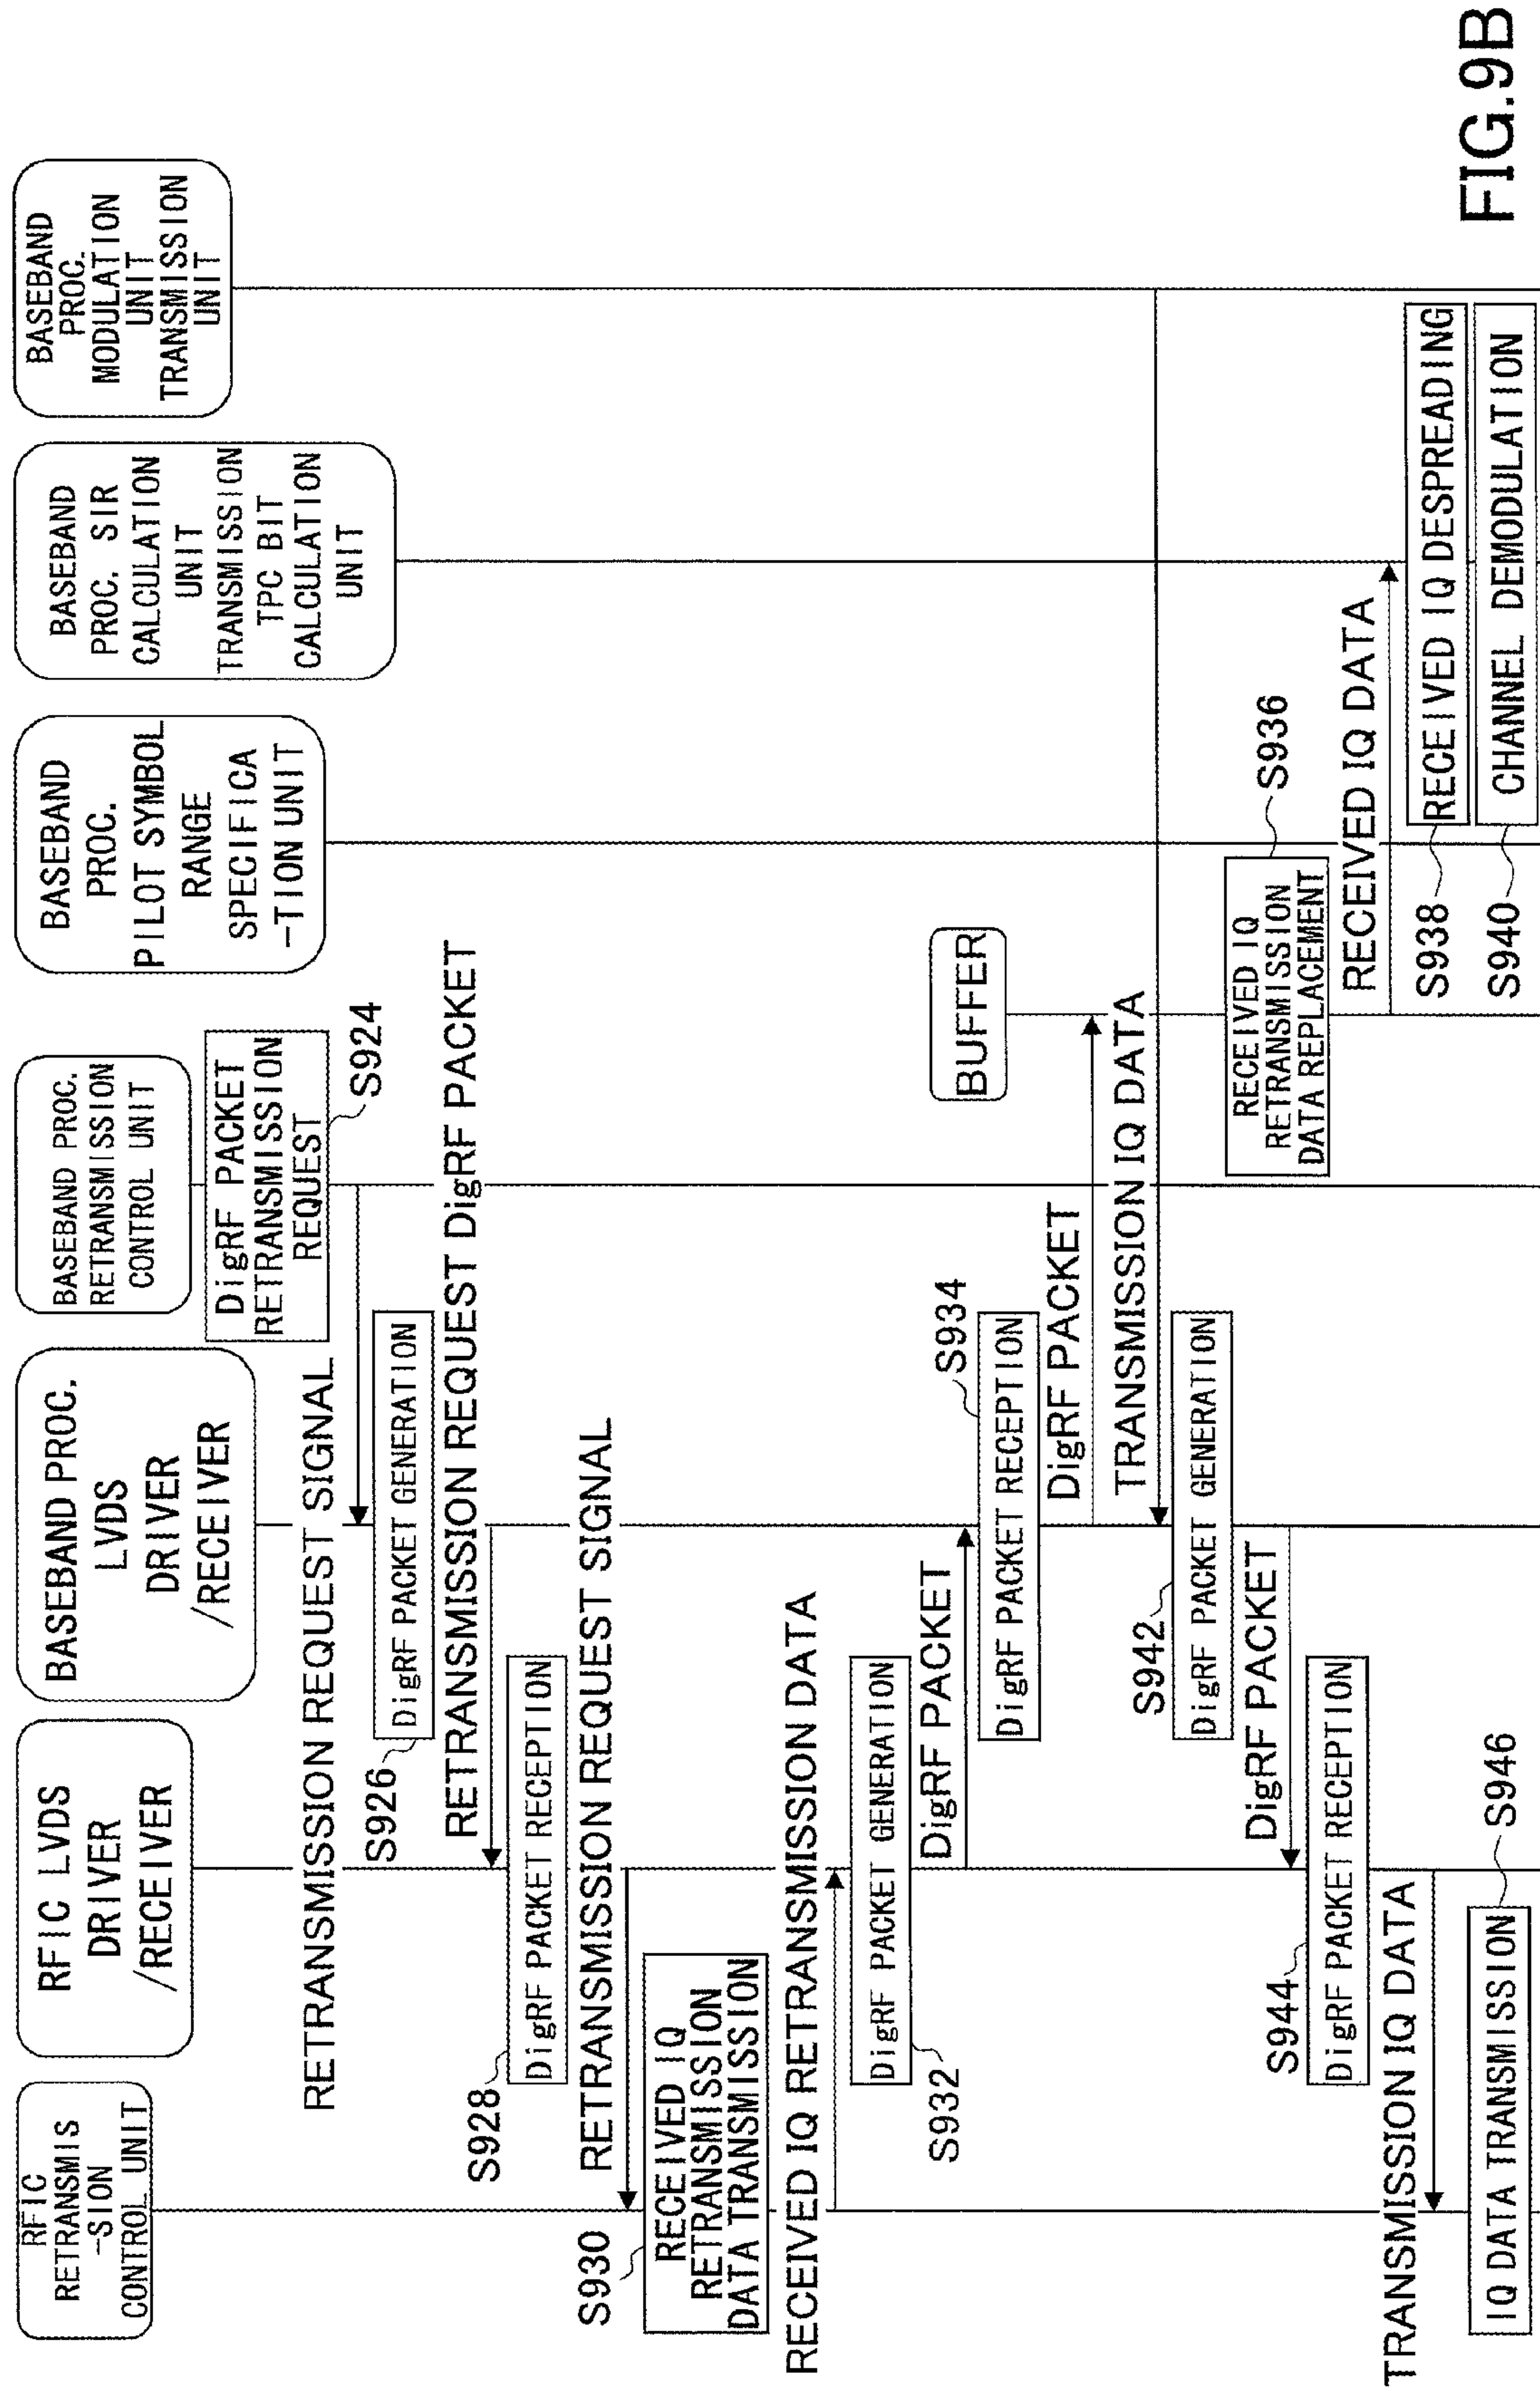 RFIC
RETRANSMIS
-SION
CONTROL UNIT
RFIC LVDS
DRIVER
/RECEIVER
BASEBAND PROC.
LVDS
DRIVER
/RECEIVER
BASEBAND PROC.
RETRANSMISSION
CONTROL UNIT
BASEBAND
PROC.
PILOT SYMBOL
RANGE
SPECIFICA
-TION UNIT
BASEBAND
PROC. SIR
CALCULATION
UNIT
TRANSMISSION
TPC BIT
CALCULATION
UNIT
BASEBAND
PROC.
MODULATION
UNIT
TRANSMISSION
UNIT
DigRF PACKET
RETRANSMISSION
REQUEST
S924
RETRANSMISSION REQUEST SIGNAL
S926
DigRF PACKET GENERATION
RETRANSMISSION REQUEST DigRF PACKET
S928
DigRF PACKET RECEPTION
RETRANSMISSION REQUEST SIGNAL
S930
RECEIVED IQ
RETRANSMISSION
DATA TRANSMISSION
RECEIVED IQ RETRANSMISSION DATA
DigRF PACKET GENERATION
S932
DigRF PACKET
BUFFER
S934
DigRF PACKET RECEPTION
DigRF PACKET
TRANSMISSION IQ DATA
S942
DigRF PACKET GENERATION
RECEIVED IQ
RETRANSMISSION
DATA REPLACEMENT
S936
DigRF PACKET
S944
DigRF PACKET RECEPTION
RECEIVED IQ DATA
TRANSMISSION IQ DATA
S938
RECEIVED IQ DESPREADING
S946
IQ DATA TRANSMISSION
S940
CHANNEL DEMODULATION
FIG.9B